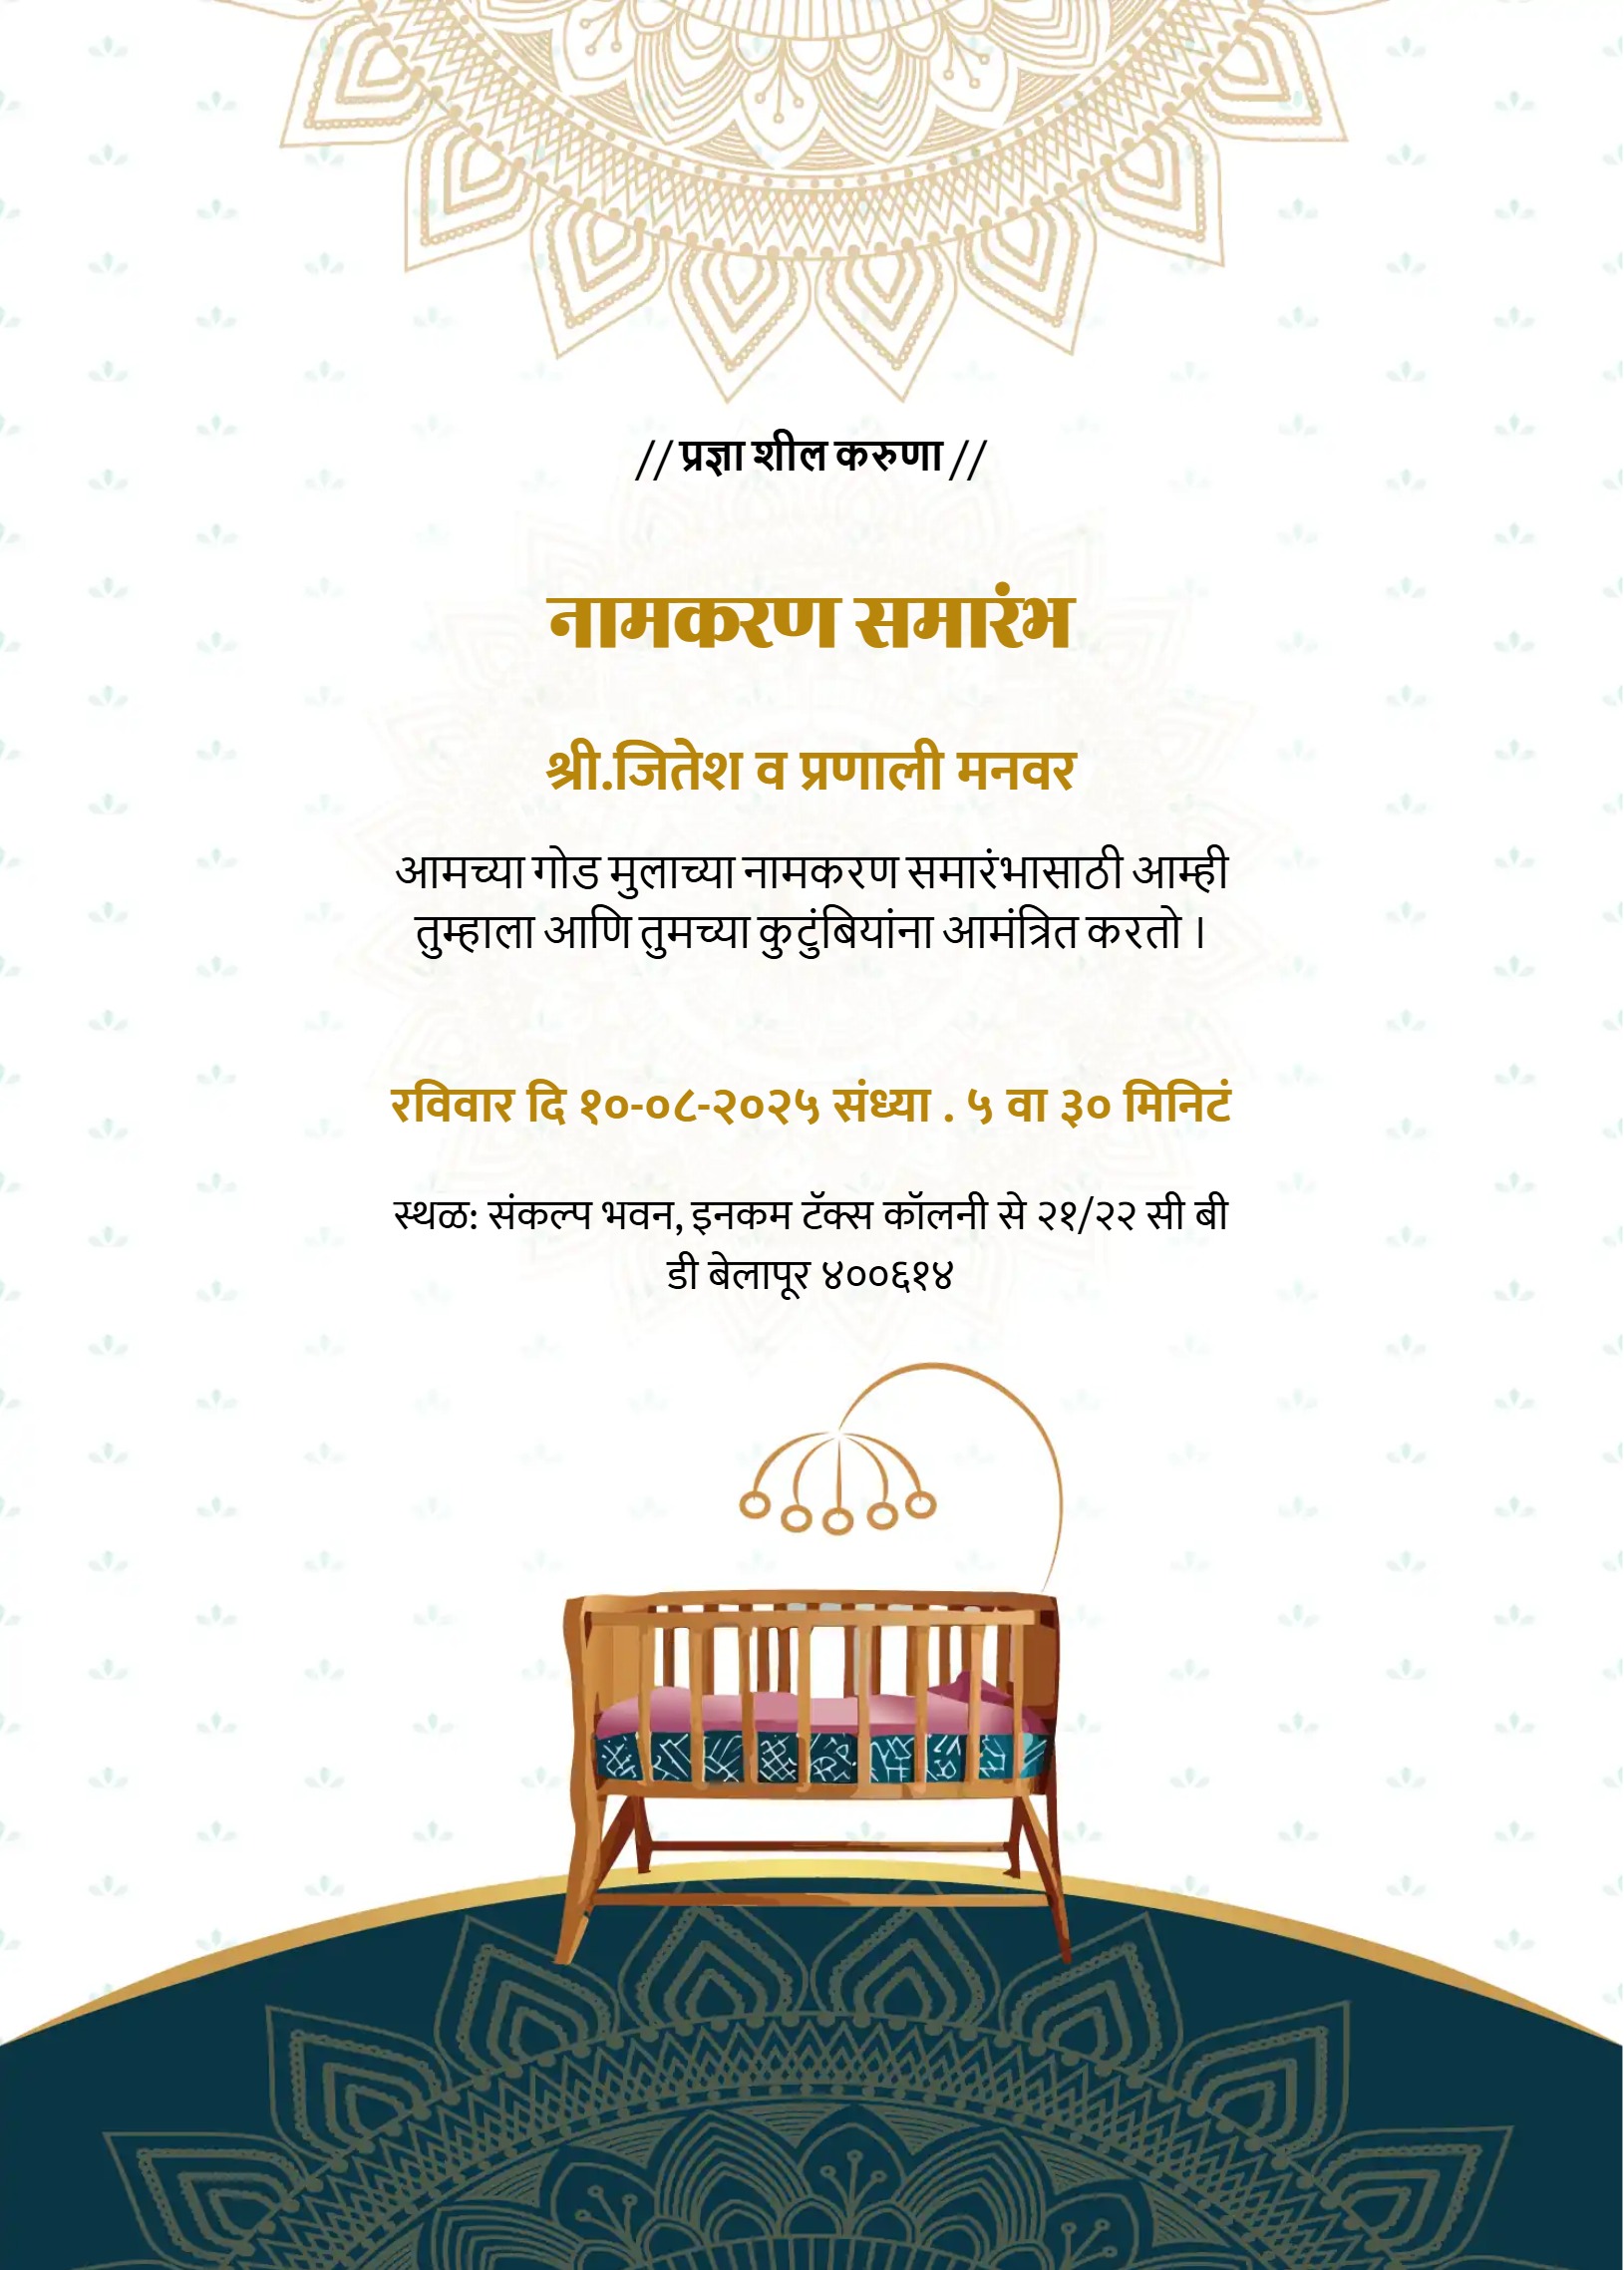 // प्रज्ञा शील करुणा //
नामकरण समारंभ
श्री.जितेश व प्रणाली मनवर
आमच्या गोड मुलाच्या नामकरण समारंभासाठी आम्ही
तुम्हाला आणि तुमच्या कुटुंबियांना आमंत्रित करतो ।
रविवार दि १०-०८-२०२५ संध्या . ५ वा ३० मिनिटं
स्थळ: संकल्प भवन, इनकम टॅक्स कॉलनी से २१/२२ सी बी
डी बेलापूर ४००६१४